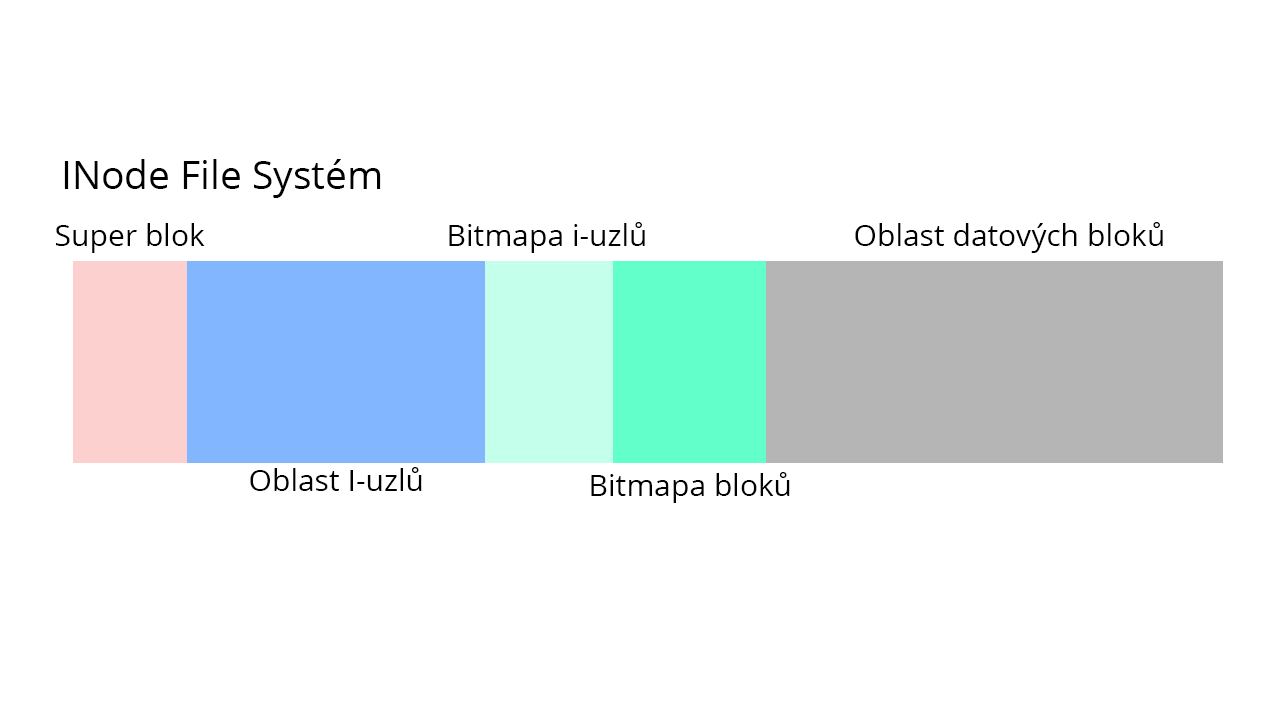 INode File Systém
Super blok
Bitmapa i-uzlů
Oblast datových bloků
Oblast I-uzlů
Bitmapa bloků